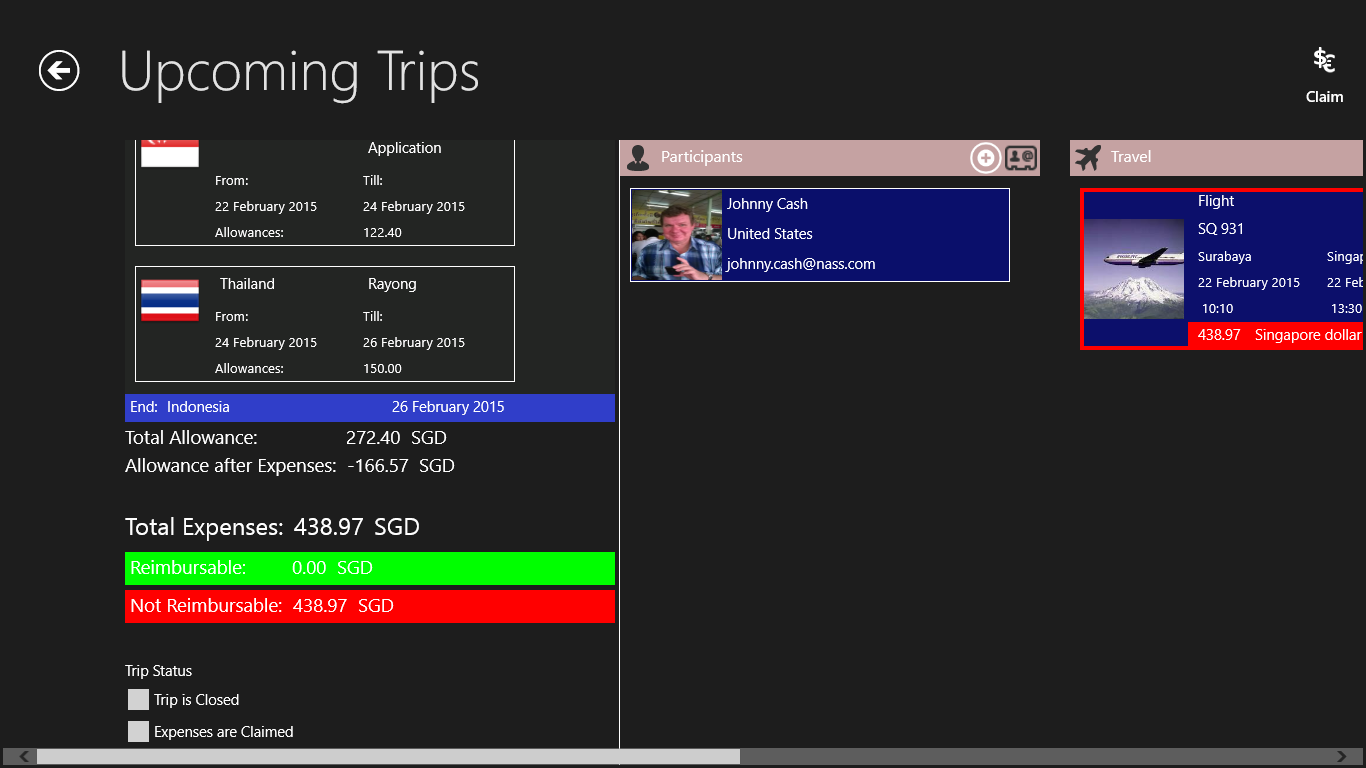 Upcoming Trips
Claim
Application
From: Till:
22 February 2015 24 February 2015
Allowances: 122.40
Thailand Rayong
From: Till:
24 February 2015 26 February 2015
Allowances: 150.00
End: Indonesia 26 February 2015
Total Allowance: 272.40 SGD
Allowance after Expenses: -166.57 SGD
Total Expenses: 438.97 SGD
Reimbursable: 0.00 SGD
Not Reimbursable: 438.97 SGD
Trip Status
Trip is Closed
Expenses are Claimed
Participants
Johnny Cash
United States
johnny.cash@nass.com
Travel
Flight
SQ 931
Surabaya Singap
22 February 2015 22 Feb
10:10 13:30
438.97 Singapore dollar